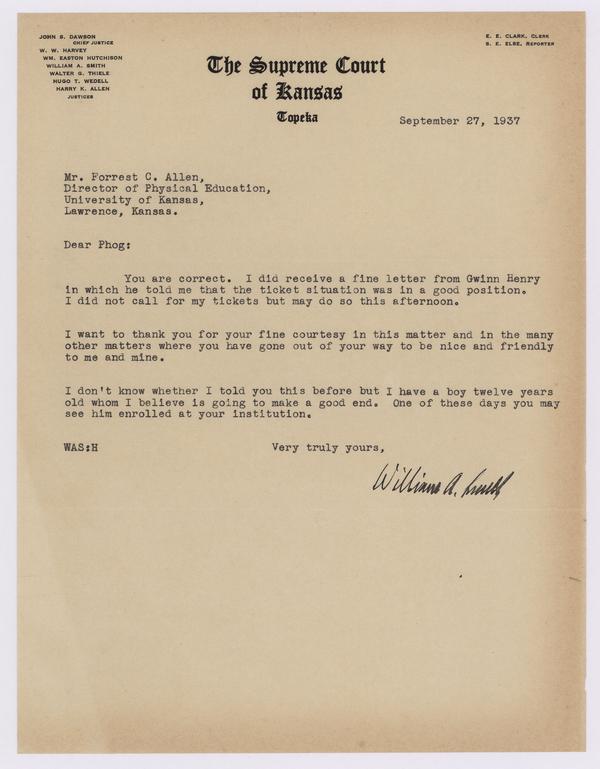 JOHN S. DAWSON
CHIEF JUSTICE
W. W. HARVEY
WM. EASTON HUTCHISON
WILLIAM A. SMITH
WALTER G. THIELE
HUGO T. WEDELL
HARRY K. ALLEN
JUSTICES
E. E. CLARK, CLERK
S. E. ELSE, REPORTER
The Supreme Court
of Kansas
Topeka
September 27, 1937
Mr. Forrest C. Allen,
Director of Physical Education,
University of Kansas,
Lawrence, Kansas.
Dear Phog:
You are correct. I did receive a fine letter from Gwinn Henry
in which he told me that the ticket situation was in a good position.
I did not call for my tickets but may do so this afternoon.
I want to thank you for your fine courtesy in this matter and in the many
other matters where you have gone out of your way to be nice and friendly
to me and mine.
I don't know whether I told you this before but I have a boy twelve years
old whom I believe is going to make a good end. One of these days you may
see him enrolled at your institution.
WAS:H Very truly yours,
William A. Smith